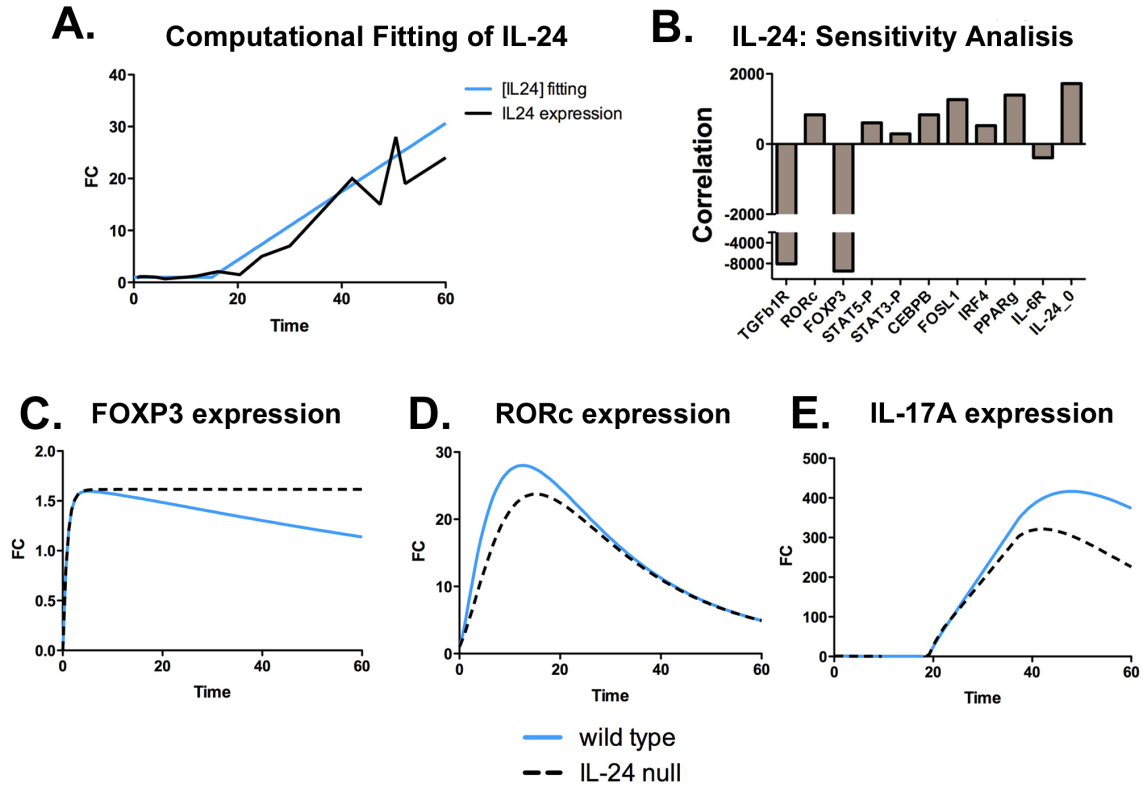 A.
Computational Fitting of IL-24
FC
40
30
20
10
0
0
20
40
60
Time
[IL24] fitting
IL24 expression
B.
IL-24: Sensitivity Analisis
Correlation
2000
0
-2000
-4000
-8000
TGFb1R
RORc
FOXP3
STAT5-P
STAT3-P
CEBPB
FOSL1
IRF4
PPARg
IL-6R
IL-24_0
C.
FOXP3 expression
FC
2.0
1.5
1.0
0.5
0.0
0
20
40
60
Time
D.
RORc expression
FC
30
20
10
0
0
20
40
60
Time
E.
IL-17A expression
FC
500
400
300
200
100
0
0
20
40
60
Time
wild type
IL-24 null